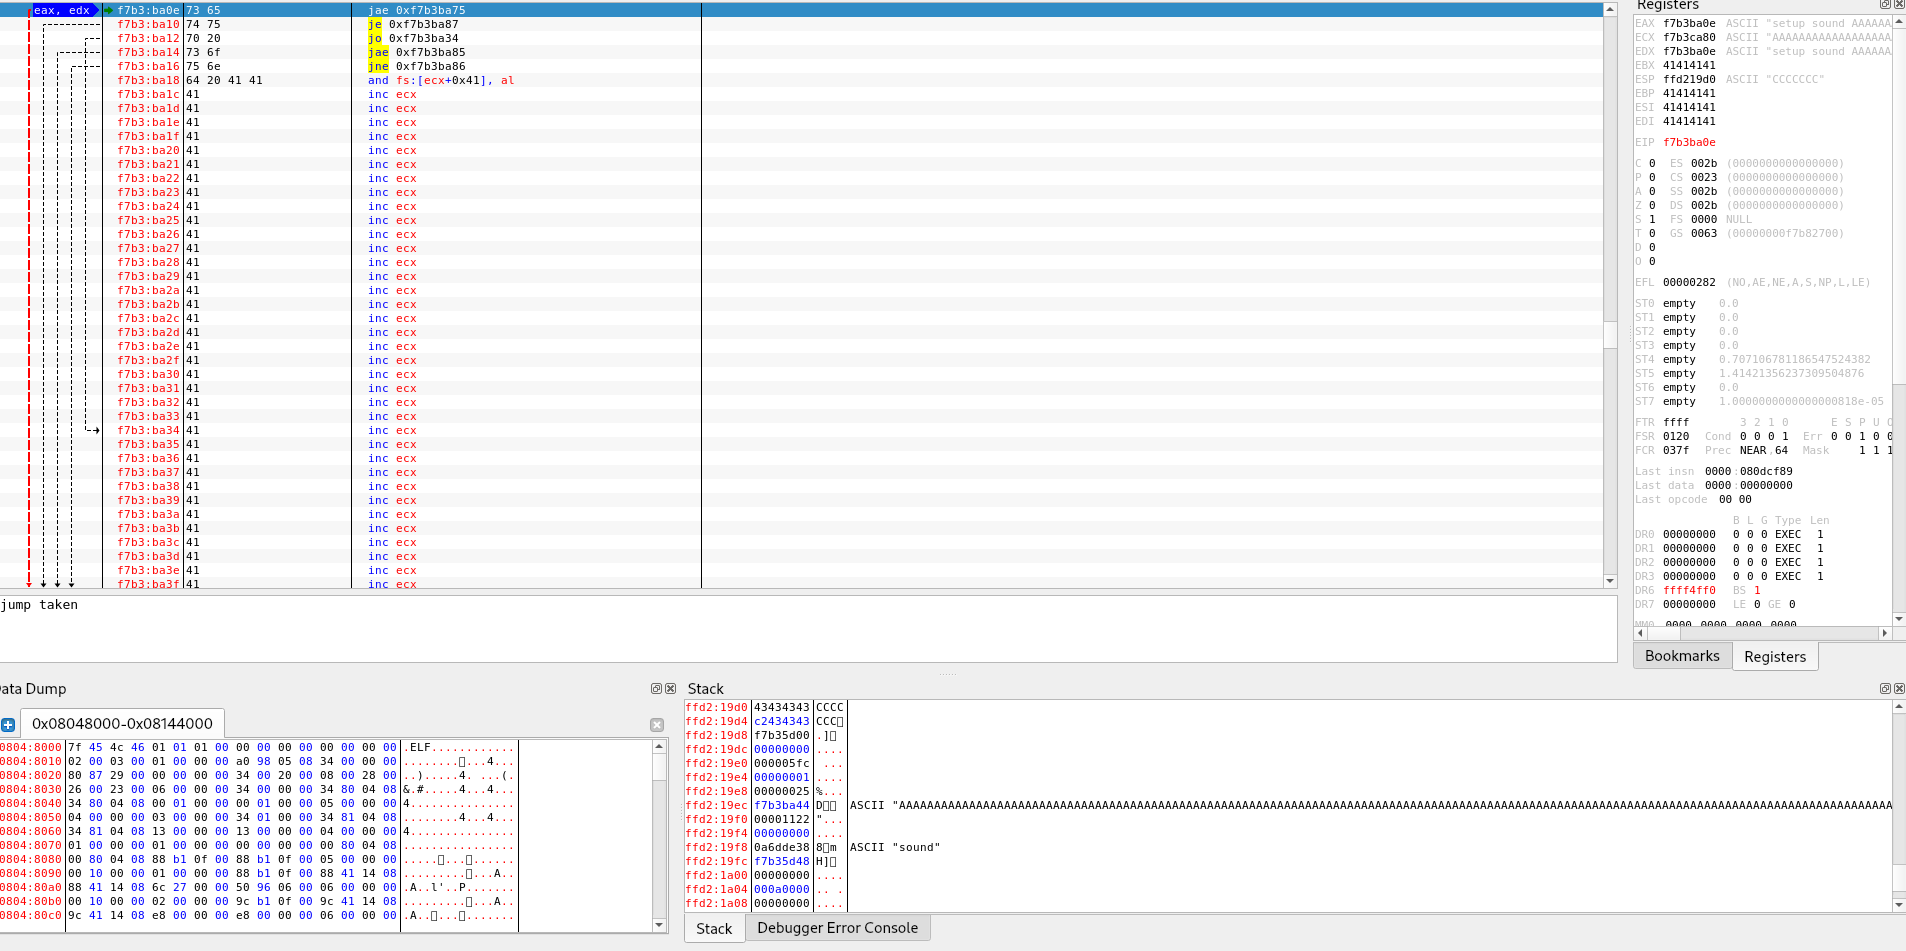 eax, edx f7b3:ba0e 73 65 jae 0xf7b3ba75
f7b3:ba10 74 75 je 0xf7b3ba87
f7b3:ba12 70 20 jo 0xf7b3ba34
f7b3:ba14 73 6f jae 0xf7b3ba85
f7b3:ba16 75 6e jne 0xf7b3ba86
f7b3:ba18 64 20 41 41 and fs:[ecx+0x41], al
f7b3:ba1c 41 inc ecx
f7b3:ba1d 41 inc ecx
f7b3:ba1e 41 inc ecx
f7b3:ba1f 41 inc ecx
f7b3:ba20 41 inc ecx
f7b3:ba21 41 inc ecx
f7b3:ba22 41 inc ecx
f7b3:ba23 41 inc ecx
f7b3:ba24 41 inc ecx
f7b3:ba25 41 inc ecx
f7b3:ba26 41 inc ecx
f7b3:ba27 41 inc ecx
f7b3:ba28 41 inc ecx
f7b3:ba29 41 inc ecx
f7b3:ba2a 41 inc ecx
f7b3:ba2b 41 inc ecx
f7b3:ba2c 41 inc ecx
f7b3:ba2d 41 inc ecx
f7b3:ba2e 41 inc ecx
f7b3:ba2f 41 inc ecx
f7b3:ba30 41 inc ecx
f7b3:ba31 41 inc ecx
f7b3:ba32 41 inc ecx
f7b3:ba33 41 inc ecx
f7b3:ba34 41 inc ecx
f7b3:ba35 41 inc ecx
f7b3:ba36 41 inc ecx
f7b3:ba37 41 inc ecx
f7b3:ba38 41 inc ecx
f7b3:ba39 41 inc ecx
f7b3:ba3a 41 inc ecx
f7b3:ba3b 41 inc ecx
f7b3:ba3c 41 inc ecx
f7b3:ba3d 41 inc ecx
f7b3:ba3e 41 inc ecx
f7b3:ba3f 41 inc ecx
jump taken
Registers
EAX f7b3ba0e ASCII "setup sound AAAAAA
ECX f7b3ca80 ASCII "AAAAAAAAAAAAAAAAAA
EDX f7b3ba0e ASCII "setup sound AAAAAA
EBX 41414141
ESP ffd219d0 ASCII "CCCCCCC"
EBP 41414141
ESI 41414141
EDI 41414141
EIP f7b3ba0e
C 0 ES 002b (0000000000000000)
P 0 CS 0023 (0000000000000000)
A 0 SS 002b (0000000000000000)
Z 0 DS 002b (0000000000000000)
S 1 FS 0000 NULL
T 0 GS 0063 (00000000f7b82700)
D 0
O 0
EFL 00000282 (NO,AE,NE,A,S,NP,L,LE)
ST0 empty 0.0
ST1 empty 0.0
ST2 empty 0.0
ST3 empty 0.0
ST4 empty 0.707106781186547524382
ST5 empty 1.41421356237309504876
ST6 empty 0.0
ST7 empty 1.0000000000000000818e-05
FTR ffff 3 2 1 0 E S P U O
FSR 0120 Cond 0 0 0 1 Err 0 0 1 0 0
FCR 037f Prec NEAR,64 Mask 1 1 1
Last insn 0000:080dcf89
Last data 0000:00000000
Last opcode 00 00
B L G Type Len
DR0 00000000 0 0 0 EXEC 1
DR1 00000000 0 0 0 EXEC 1
DR2 00000000 0 0 0 EXEC 1
DR3 00000000 0 0 0 EXEC 1
DR6 ffff4ff0 BS 1
DR7 00000000 LE 0 GE 0
MM0 0000 0000 0000 0000
Bookmarks Registers
ata Dump
0x08048000-0x08144000
0804:8000 7f 45 4c 46 01 01 01 00 00 00 00 00 00 00 00 00 .ELF............
0804:8010 02 00 03 00 01 00 00 00 a0 98 05 08 34 00 00 00 ........▯...4...
0804:8020 80 87 29 00 00 00 00 00 34 00 20 00 08 00 28 00 ..).....4. ...(.
0804:8030 26 00 23 00 06 00 00 00 34 00 00 00 34 80 04 08 &.#.....4...4...
0804:8040 34 80 04 08 00 01 00 00 00 01 00 00 05 00 00 00 4...............
0804:8050 04 00 00 00 03 00 00 00 34 01 00 00 34 81 04 08 ........4...4...
0804:8060 34 81 04 08 13 00 00 00 13 00 00 00 04 00 00 00 4...............
0804:8070 01 00 00 00 01 00 00 00 00 00 00 00 00 80 04 08 ................
0804:8080 00 80 04 08 88 b1 0f 00 88 b1 0f 00 05 00 00 00 .....▯...▯......
0804:8090 00 10 00 00 01 00 00 00 88 b1 0f 00 88 41 14 08 .........▯...A..
0804:80a0 88 41 14 08 6c 27 00 00 50 96 06 00 06 00 00 00 .A..l'..P.......
0804:80b0 00 10 00 00 02 00 00 00 9c b1 0f 00 9c 41 14 08 .........▯...A..
0804:80c0 9c 41 14 08 e8 00 00 00 e8 00 00 00 06 00 00 00 .A..▯...▯.......
Stack
ffd2:19d0 43434343 CCCC
ffd2:19d4 c2434343 CCC▯
ffd2:19d8 f7b35d00 .]▯
ffd2:19dc 00000000 ....
ffd2:19e0 000005fc ...
ffd2:19e4 00000001 ....
ffd2:19e8 00000025 %...
ffd2:19ec f7b3ba44 D▯▯ ASCII "AAAAAAAAAAAAAAAAAAAAAAAAAAAAAAAAAAAAAAAAAAAAAAAAAAAAAAAAAAAAAAAAAAAAAAAAAAAAAAAAAAAAAAAAAAAAAAAAAAAAAAAAAAAAAAAAAAAAAAAAAAAAAAAAAAAAAAAAAAAAAA
ffd2:19f0 00001122 "...
ffd2:19f4 00000000 ....
ffd2:19f8 0a6dde38 8▯m ASCII "sound"
ffd2:19fc f7b35d48 H]▯
ffd2:1a00 00000000 ....
ffd2:1a04 000a0000 .. .
ffd2:1a08 00000000 ....
Stack Debugger Error Console